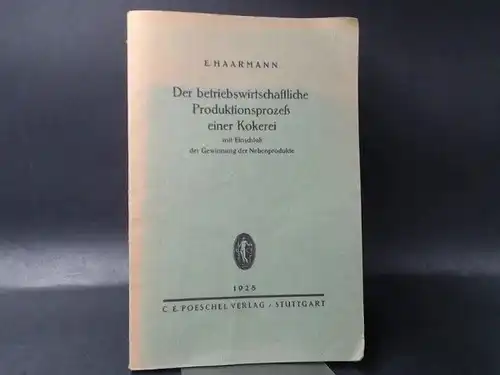 E. HAARMANN
Der betriebswirtschaftliche
Produktionsprozeß
einer Kokerei
mit Einschluß
der Gewinnung der Nebenprodukte
1928
C. E. POESCHEL VERLAG / STUTTGART